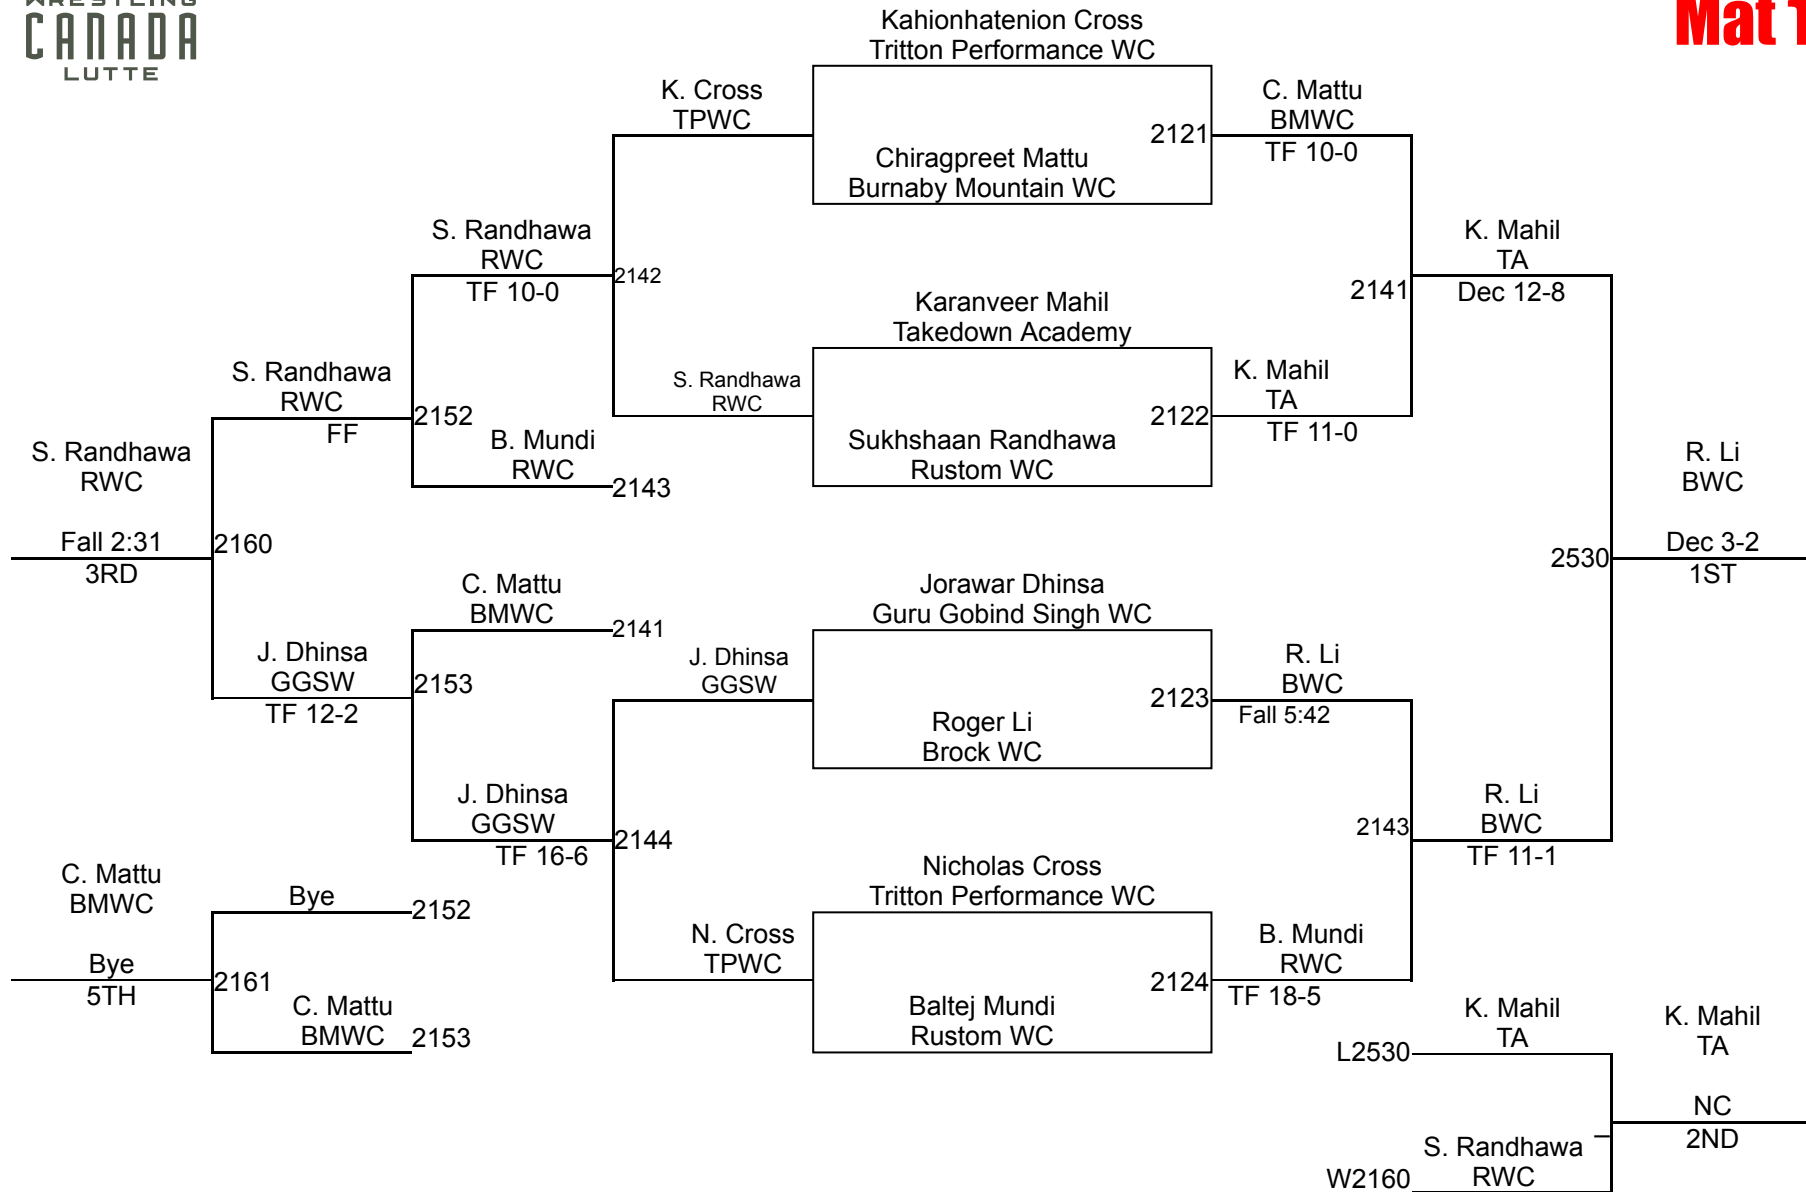 WRESTLING
CANADA
LUTTE
Mat 1
Kahionhatenion Cross
Tritton Performance WC
K. Cross
TPWC
C. Mattu
BMWC
TF 10-0
2121
Chiragpreet Mattu
Burnaby Mountain WC
S. Randhawa
RWC
TF 10-0
2142
K. Mahil
TA
Dec 12-8
2141
Karanveer Mahil
Takedown Academy
S. Randhawa
RWC
FF
2152
S. Randhawa
RWC
K. Mahil
TA
TF 11-0
2122
Sukhshaan Randhawa
Rustom WC
B. Mundi
RWC
2143
S. Randhawa
RWC
Fall 2:31
3RD
2160
R. Li
BWC
Dec 3-2
1ST
2530
C. Mattu
BMWC
2141
Jorawar Dhinsa
Guru Gobind Singh WC
J. Dhinsa
GGSW
TF 12-2
2153
J. Dhinsa
GGSW
R. Li
BWC
Fall 5:42
2123
Roger Li
Brock WC
J. Dhinsa
GGSW
TF 16-6
2144
R. Li
BWC
TF 11-1
2143
Nicholas Cross
Tritton Performance WC
C. Mattu
BMWC
Bye
5TH
Bye
2152
2161
C. Mattu
BMWC
2153
N. Cross
TPWC
B. Mundi
RWC
TF 18-5
2124
Baltej Mundi
Rustom WC
K. Mahil
TA
L2530
K. Mahil
TA
NC
2ND
S. Randhawa
RWC
W2160